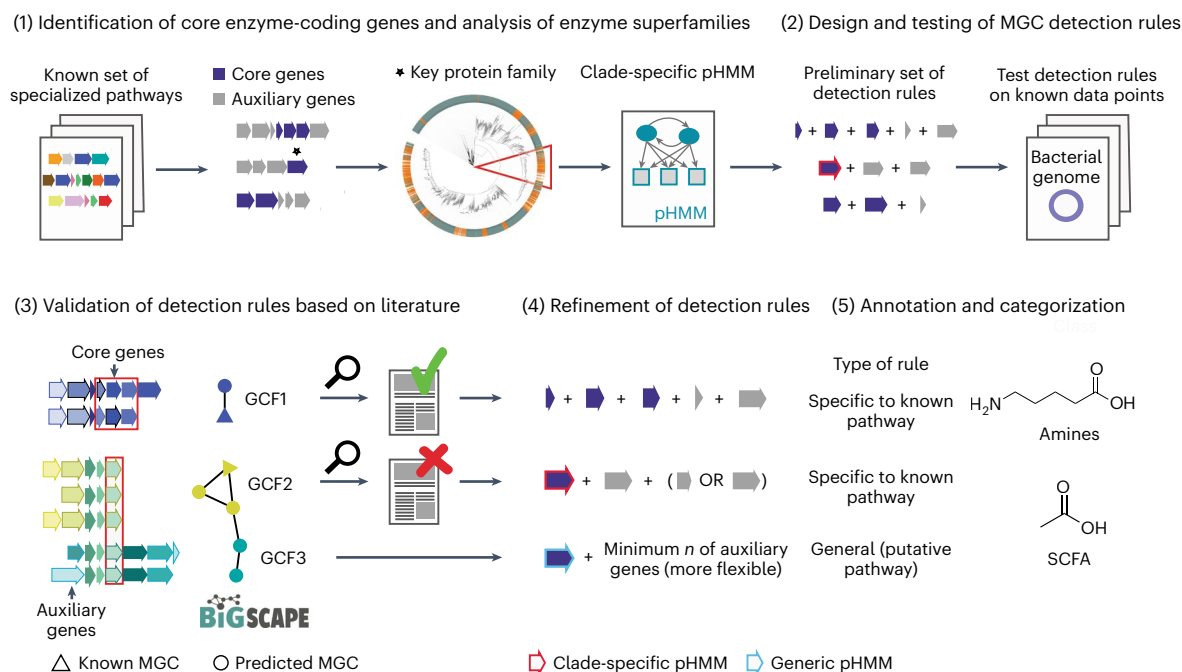 (1) Identification of core enzyme-coding genes and analysis of enzyme superfamilies
(2) Design and testing of MGC detection rules
Known set of
specialized pathways
Core genes
Auxiliary genes
Key protein family
Clade-specific pHMM
pHMM
Preliminary set of
detection rules
+ + + +
+ +
+ +
Test detection rules
on known data points
Bacterial
genome
(3) Validation of detection rules based on literature
(4) Refinement of detection rules
(5) Annotation and categorization
Core genes
GCF1
GCF2
GCF3
Auxiliary
genes
BiGSCAPE
+ + + +
+ + ( OR )
+ Minimum n of auxiliary
genes (more flexible)
Type of rule
Specific to known
pathway
Specific to known
pathway
General (putative
pathway)
H2N
O
OH
Amines
O
OH
SCFA
Known MGC
Predicted MGC
Clade-specific pHMM
Generic pHMM